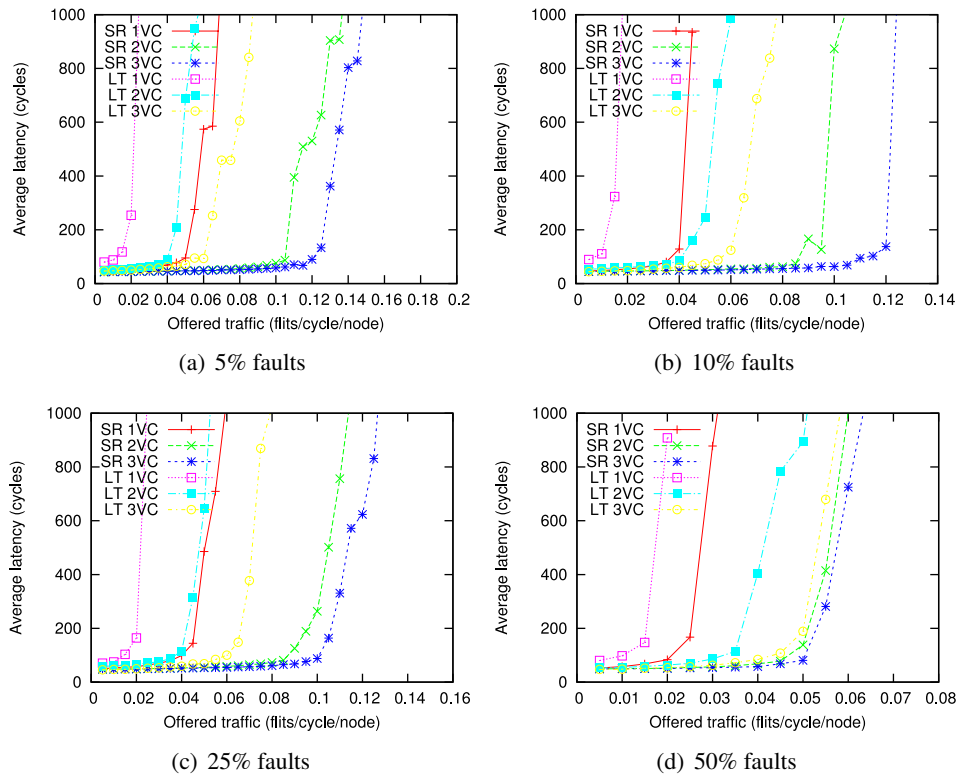 1000
800
600
400
200
0
Average latency (cycles)
SR 1VC
SR 2VC
SR 3VC
LT 1VC
LT 2VC
LT 3VC
0 0.02 0.04 0.06 0.08 0.1 0.12 0.14 0.16 0.18 0.2
Offered traffic (flits/cycle/node)
(a) 5% faults
1000
800
600
400
200
0
Average latency (cycles)
SR 1VC
SR 2VC
SR 3VC
LT 1VC
LT 2VC
LT 3VC
0.02 0.04 0.06 0.08 0.1 0.12 0.14
Offered traffic (flits/cycle/node)
(b) 10% faults
1000
800
600
400
200
0
Average latency (cycles)
SR 1VC
SR 2VC
SR 3VC
LT 1VC
LT 2VC
LT 3VC
0 0.02 0.04 0.06 0.08 0.1 0.12 0.14 0.16
Offered traffic (flits/cycle/node)
(c) 25% faults
1000
800
600
400
200
0
Average latency (cycles)
SR 1VC
SR 2VC
SR 3VC
LT 1VC
LT 2VC
LT 3VC
0 0.01 0.02 0.03 0.04 0.05 0.06 0.07 0.08
Offered traffic (flits/cycle/node)
(d) 50% faults